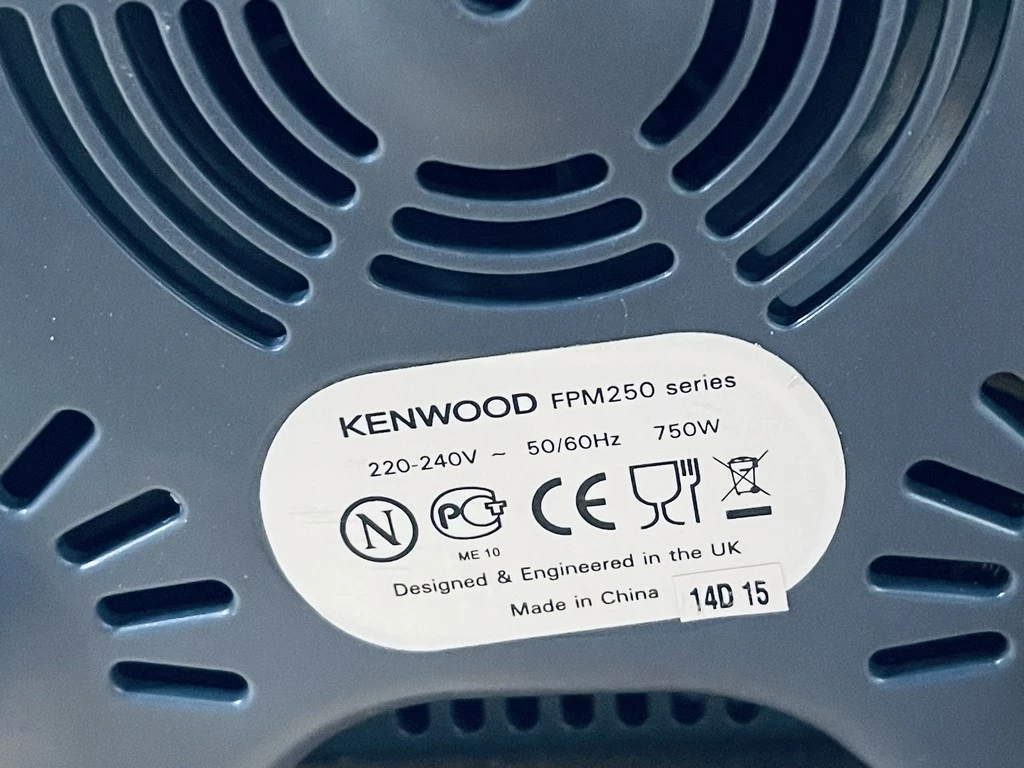 KENWOOD FPM250 series
220-240V ~ 50/60Hz 750W
N PCT CE
ME 10
Designed & Engineered in the UK
Made in China 14D 15